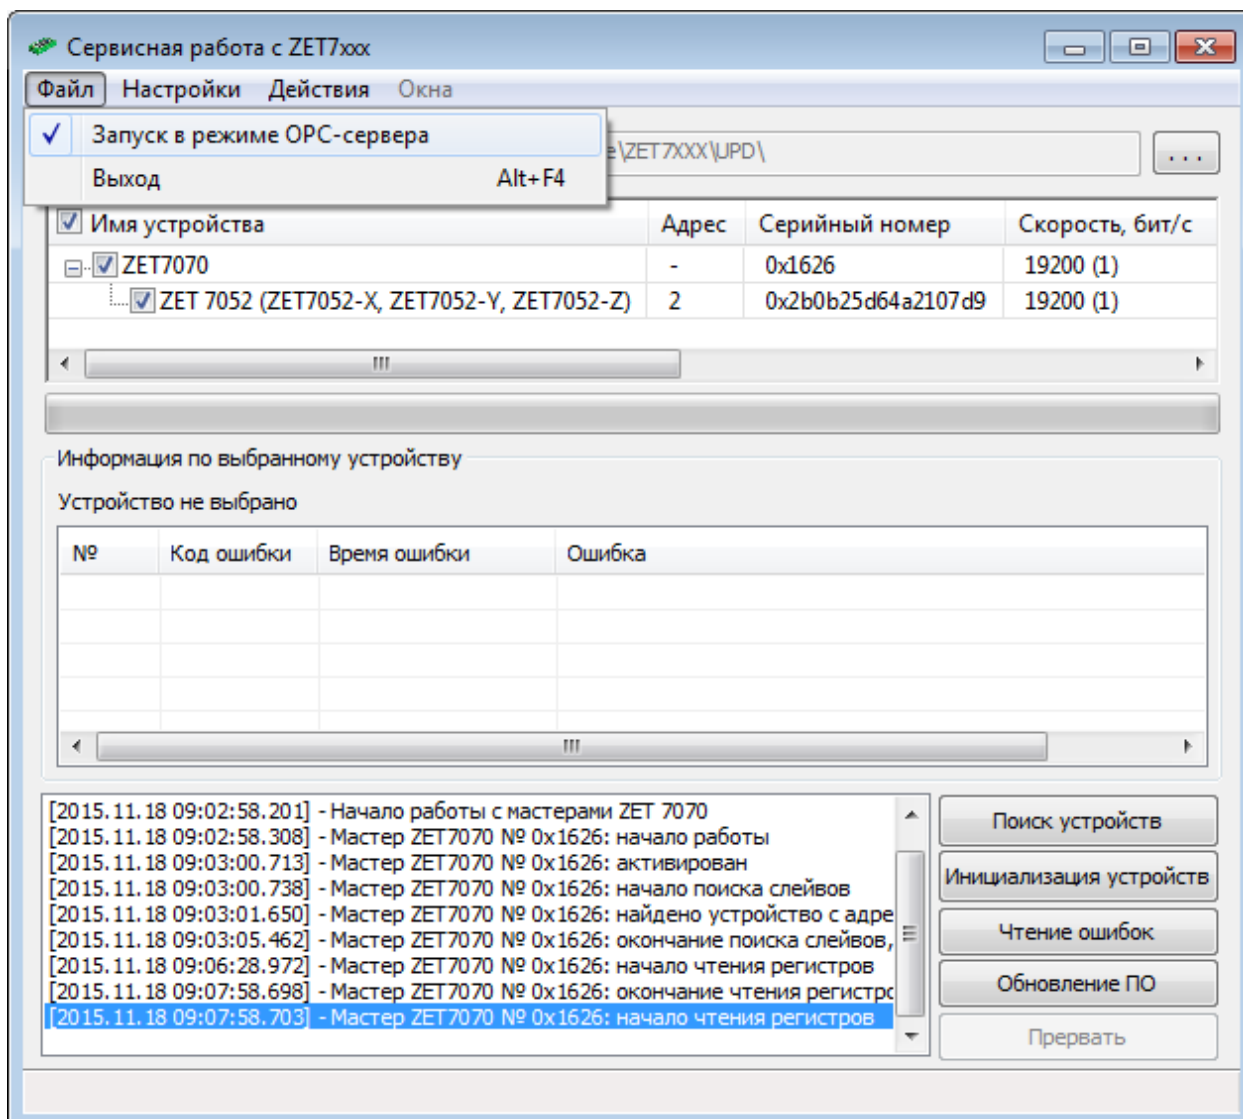 Сервисная работа с ZET7xxx
Файл Настройки Действия Окна
Запуск в режиме OPC-сервера
e\ZET7XXX\UPD\ ...
Выход Alt+F4
Имя устройства Адрес Серийный номер Скорость, бит/с
ZET7070 - 0x1626 19200 (1)
ZET 7052 (ZET7052-X, ZET7052-Y, ZET7052-Z) 2 0x2b0b25d64a2107d9 19200 (1)
Информация по выбранному устройству
Устройство не выбрано
№ Код ошибки Время ошибки Ошибка
[2015.11.18 09:02:58.201] - Начало работы с мастерами ZET 7070
[2015.11.18 09:02:58.308] - Мастер ZET7070 № 0x1626: начало работы
[2015.11.18 09:03:00.713] - Мастер ZET7070 № 0x1626: активирован
[2015.11.18 09:03:00.738] - Мастер ZET7070 № 0x1626: начало поиска слейвов
[2015.11.18 09:03:01.650] - Мастер ZET7070 № 0x1626: найдено устройство с адре
[2015.11.18 09:03:05.462] - Мастер ZET7070 № 0x1626: окончание поиска слейвов,
[2015.11.18 09:06:28.972] - Мастер ZET7070 № 0x1626: начало чтения регистров
[2015.11.18 09:07:58.698] - Мастер ZET7070 № 0x1626: окончание чтения регистрс
[2015.11.18 09:07:58.703] - Мастер ZET7070 № 0x1626: начало чтения регистров
Поиск устройств
Инициализация устройств
Чтение ошибок
Обновление ПО
Прервать